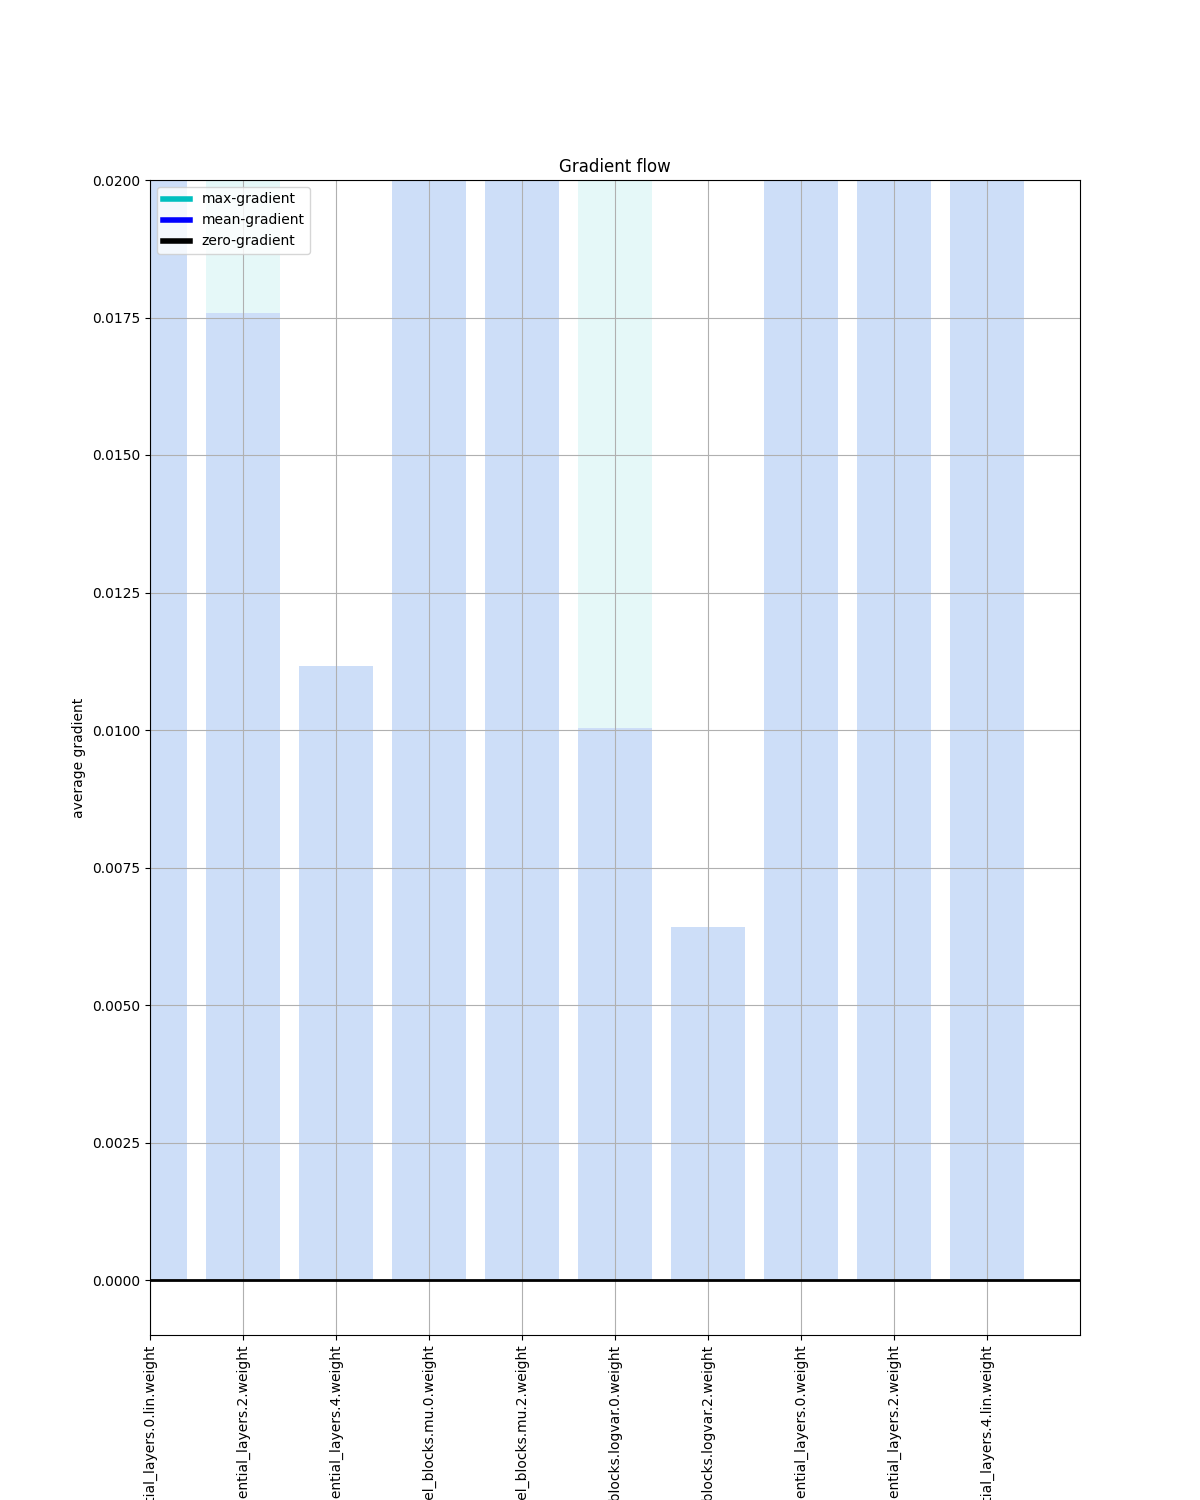 Gradient flow
max-gradient
mean-gradient
zero-gradient
0.0200
0.0175
0.0150
0.0125
0.0100
0.0075
0.0050
0.0025
0.0000
average gradient
tial_layers.0.lin.weight
ential_layers.2.weight
ential_layers.4.weight
el_blocks.mu.0.weight
el_blocks.mu.2.weight
blocks.logvar.0.weight
blocks.logvar.2.weight
ential_layers.0.weight
ential_layers.2.weight
tial_layers.4.lin.weight